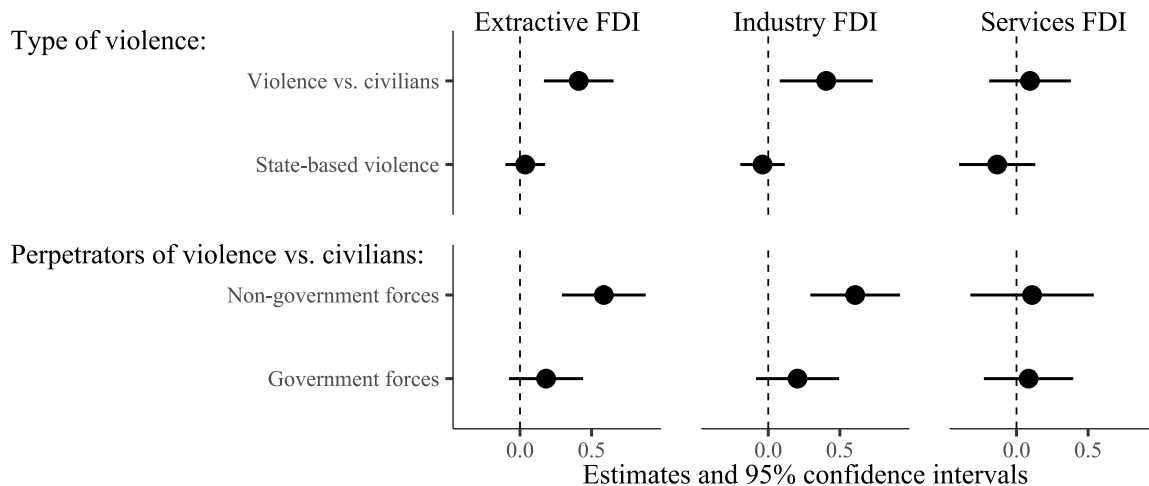 Extractive FDI Industry FDI Services FDI
Type of violence:
Violence vs. civilians
State-based violence
Perpetrators of violence vs. civilians:
Non-government forces
Government forces
0.0 0.5 0.0 0.5 0.0 0.5
Estimates and 95% confidence intervals